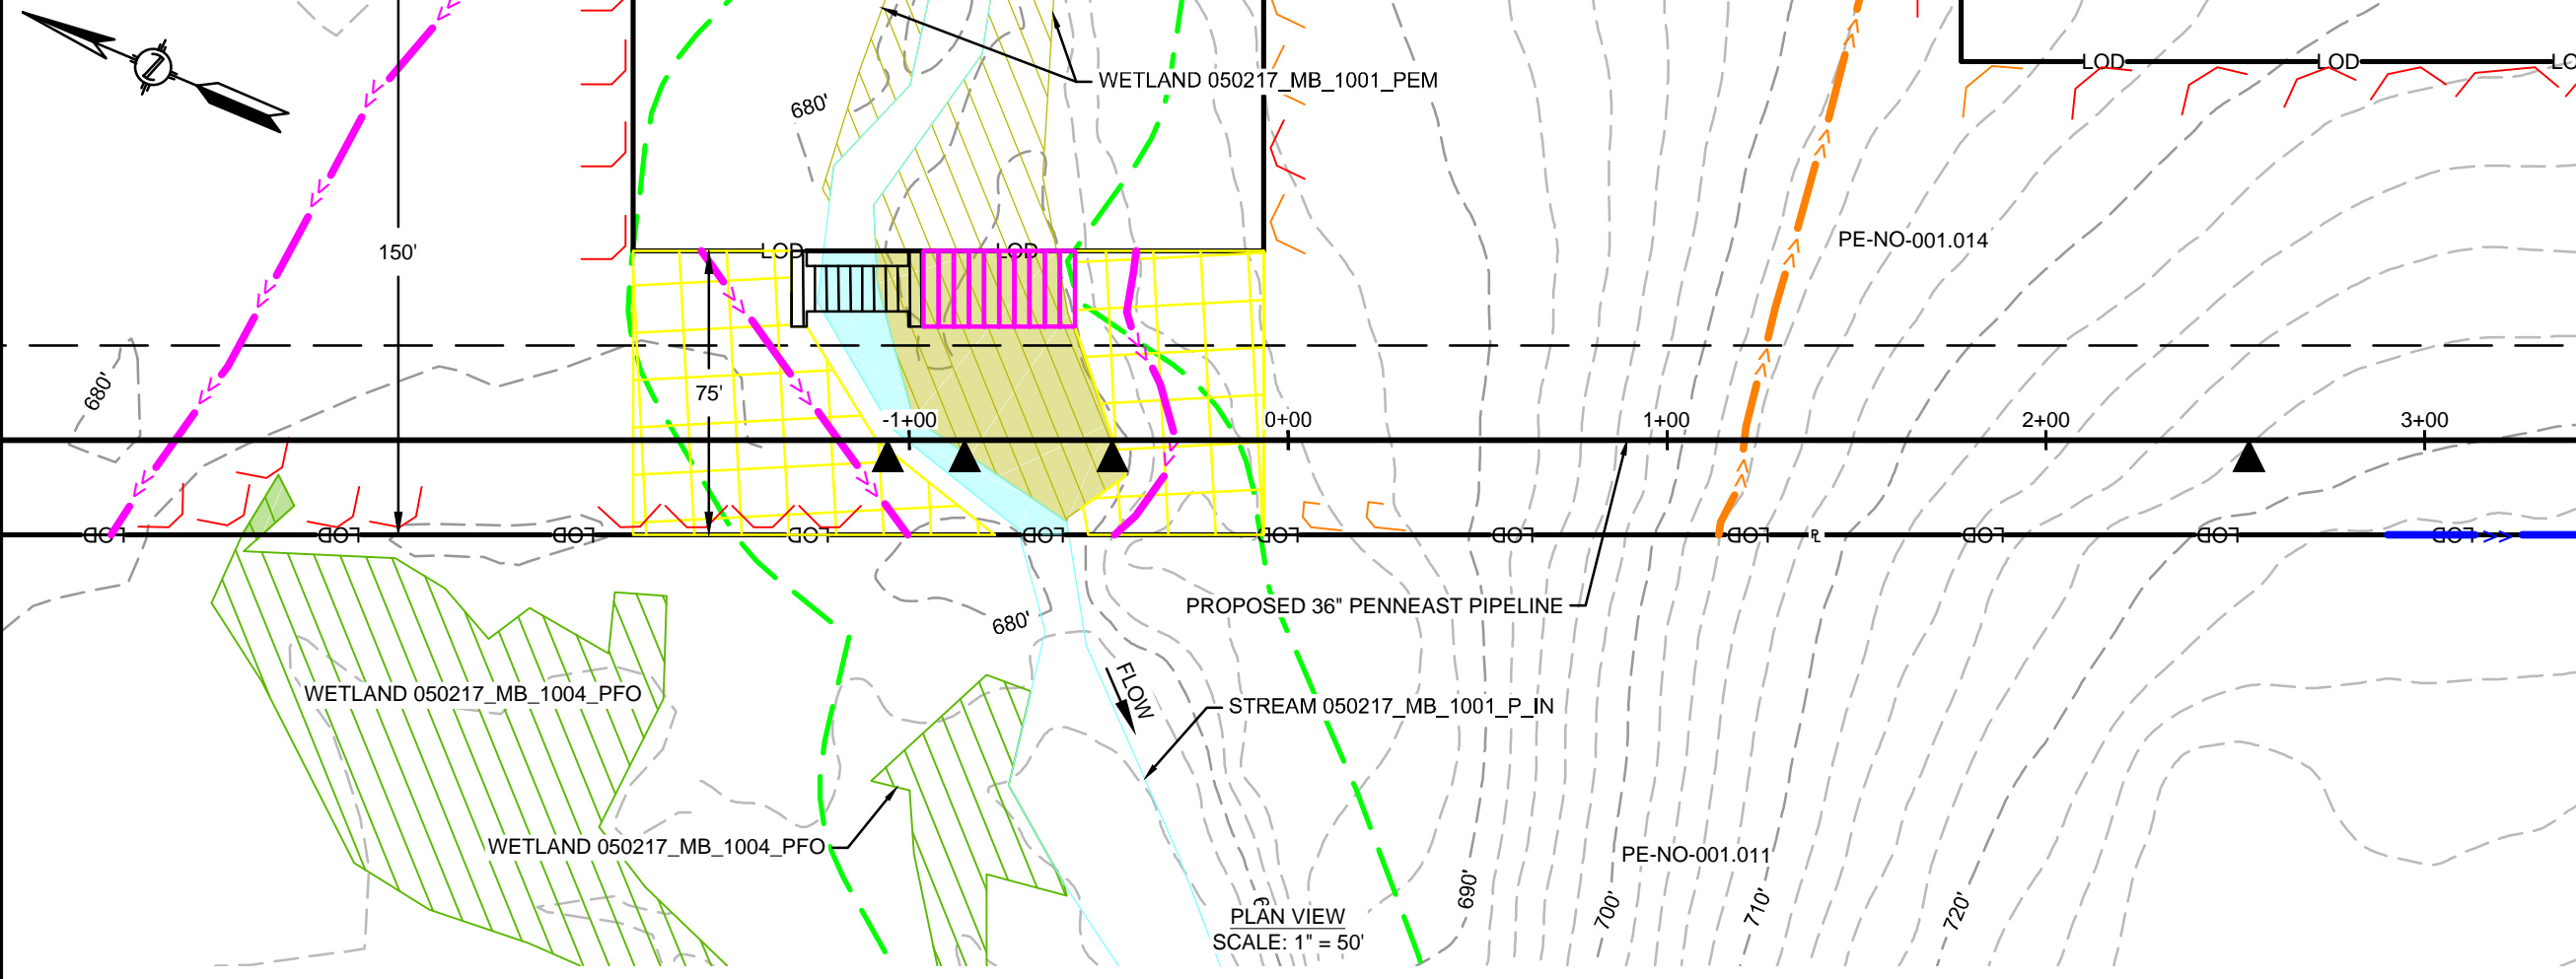 LOD
LOD
LO
WETLAND 050217_MB_1001_PEM
680'
150'
PE-NO-001.014
LOD
LOD
680'
75'
-1+00
0+00
1+00
2+00
3+00
LOD
LOD
LOD
LOD
LOD
LOD
LOD
LOD
LOD
LOD
LOD
PROPOSED 36" PENNEAST PIPELINE
680'
WETLAND 050217_MB_1004_PFO
FLOW
STREAM 050217_MB_1001_P_IN
WETLAND 050217_MB_1004_PFO
PE-NO-001.011
690'
700'
710'
720'
PLAN VIEW
SCALE: 1" = 50'